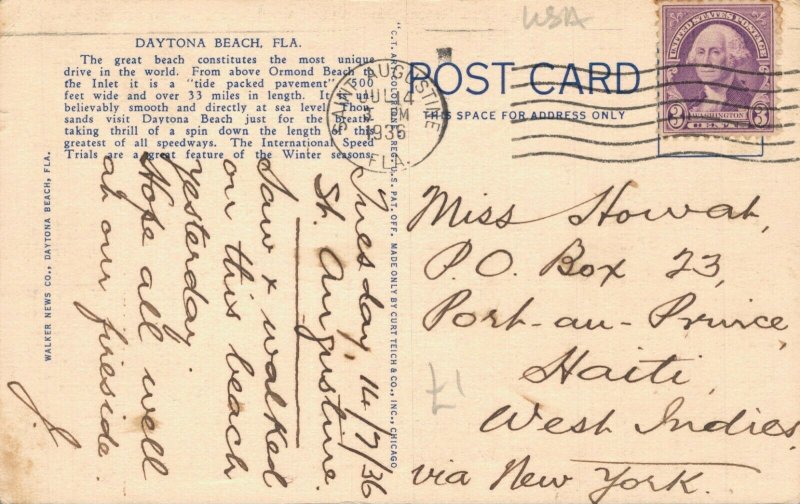 USA
DAYTONA BEACH, FLA.
The great beach constitutes the most unique
drive in the world. From above Ormond Beach to
the Inlet it is a "tide packed pavement" 500
feet wide and over 33 miles in length. It is un-
believably smooth and directly at sea level. Thou-
sands visit Daytona Beach just for the breath-
taking thrill of a spin down the length of this
greatest of all speedways. The International Speed
Trials are a great feature of the Winter seasons.
WALKER NEWS CO., DAYTONA BEACH, FLA.
"C.T. ART-COLORTONE" REG. U.S. PAT. OFF. MADE ONLY BY CURT TEICH & CO., INC., CHICAGO
POST CARD
THIS SPACE FOR ADDRESS ONLY
SAINT AUGUSTINE
JUL 14
M
1936
FLA.
UNITED STATES POSTAGE
3 WASHINGTON 3
CENTS
Tuesday, 14/7/36
St. Augustine.
Saw & walked
on this beach
yesterday.
Hope all well
at our fireside.
J.
Miss Howat,
P.O. Box 23,
Port-au-Prince,
Haiti,
West Indies,
via New York.
£1